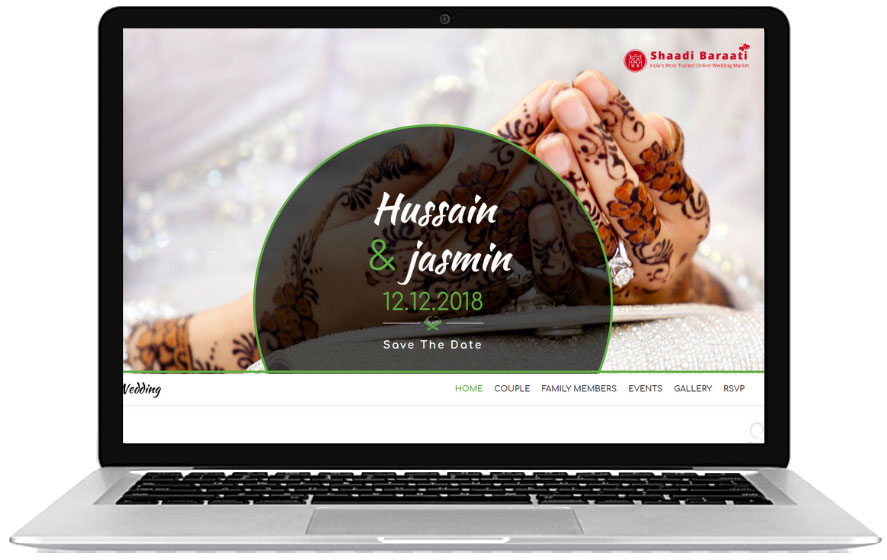 Shaadi Baraati
India's Most Trusted Online Wedding Market
Hussain
& jasmin
12.12.2018
Save The Date
Wedding
HOME COUPLE FAMILY MEMBERS EVENTS GALLERY RSVP